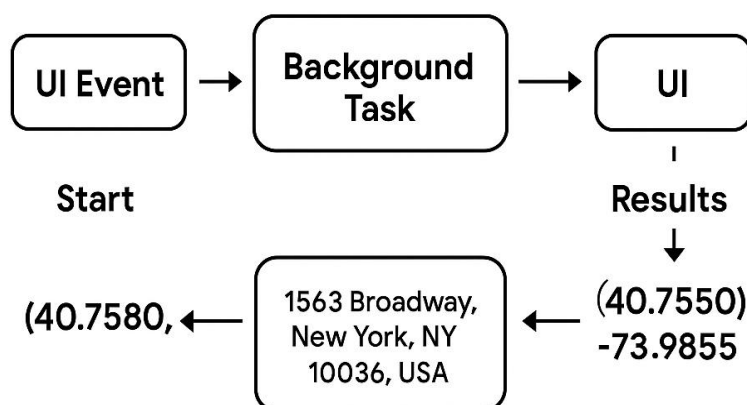 UI Event
Background
Task
UI
Start
Results
(40.7580,
1563 Broadway,
New York, NY
10036, USA
(40.7550)
-73.9855